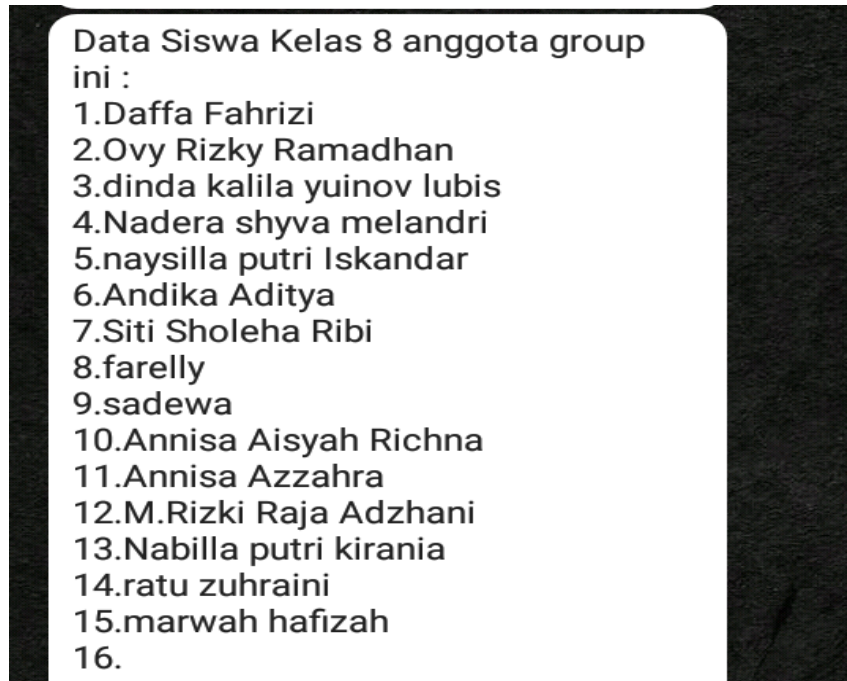 Data Siswa Kelas 8 anggota group
ini :
1.Daffa Fahrizi
2.Ovy Rizky Ramadhan
3.dinda kalila yuinov lubis
4.Nadera shyva melandri
5.naysilla putri Iskandar
6.Andika Aditya
7.Siti Sholeha Ribi
8.farelly
9.sadewa
10.Annisa Aisyah Richna
11.Annisa Azzahra
12.M.Rizki Raja Adzhani
13.Nabilla putri kirania
14.ratu zuhraini
15.marwah hafizah
16.